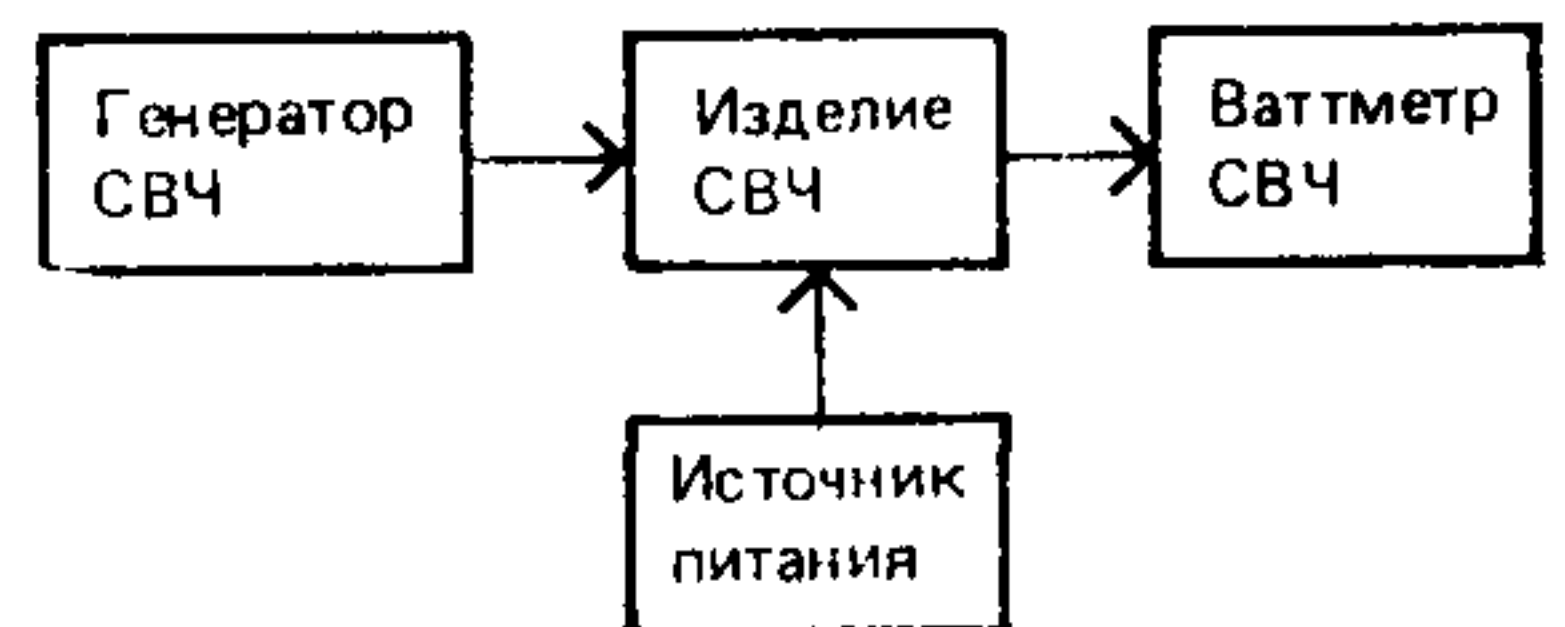 Генератор
СВЧ
Изделие
СВЧ
Ваттметр
СВЧ
Источник
питания